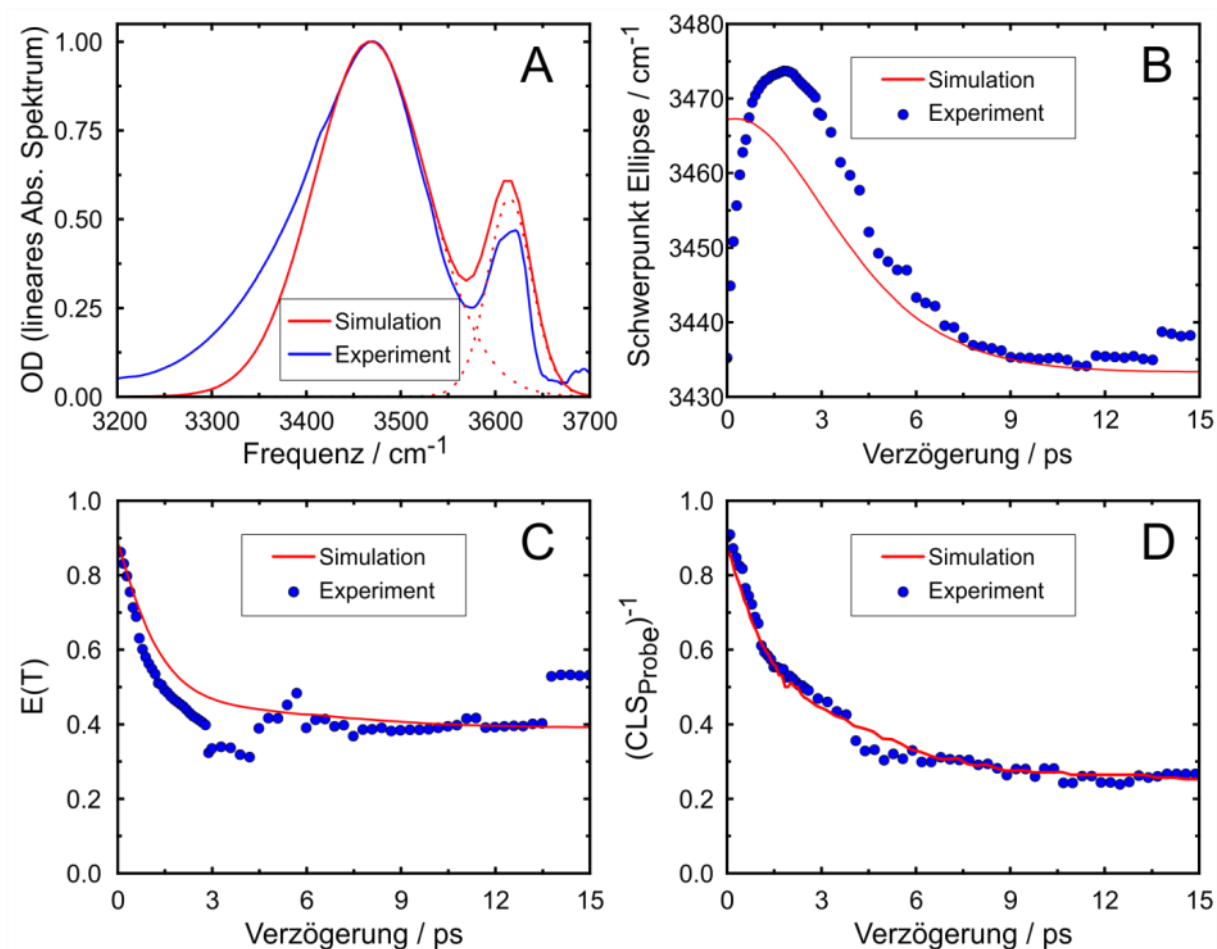 A
OD (lineares Abs. Spektrum)
1.00
0.75
0.50
0.25
0.00
Simulation
Experiment
3200 3300 3400 3500 3600 3700
Frequenz / cm-1
B
Schwerpunkt Ellipse / cm-1
3480
3470
3460
3450
3440
3430
Simulation
Experiment
0 3 6 9 12 15
Verzögerung / ps
C
E(T)
1.0
0.8
0.6
0.4
0.2
0.0
Simulation
Experiment
0 3 6 9 12 15
Verzögerung / ps
D
(CLSProbe)-1
1.0
0.8
0.6
0.4
0.2
0.0
Simulation
Experiment
0 3 6 9 12 15
Verzögerung / ps